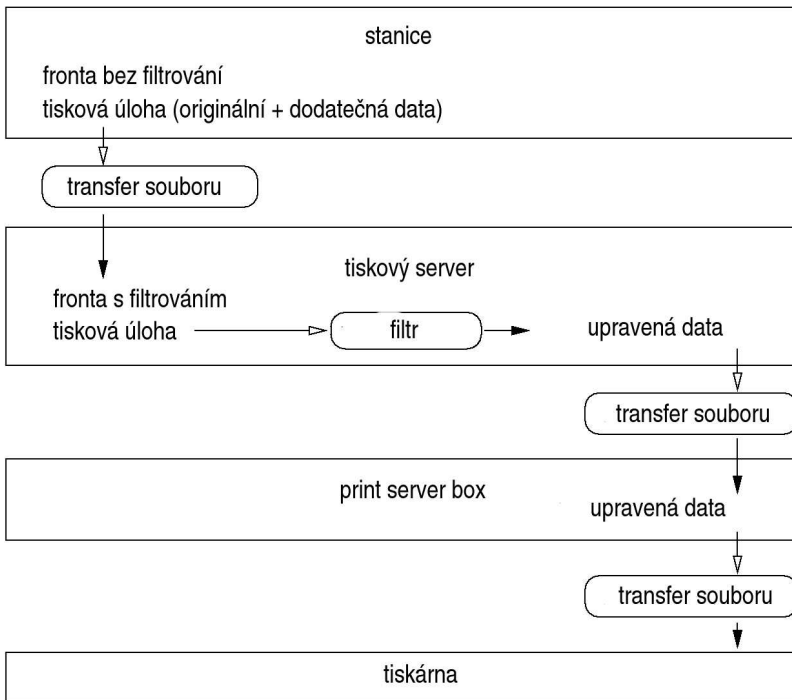 stanice
fronta bez filtrování
tisková úloha (originální + dodatečná data)
transfer souboru
tiskový server
fronta s filtrováním
tisková úloha
filtr
upravená data
transfer souboru
print server box
upravená data
transfer souboru
tiskárna